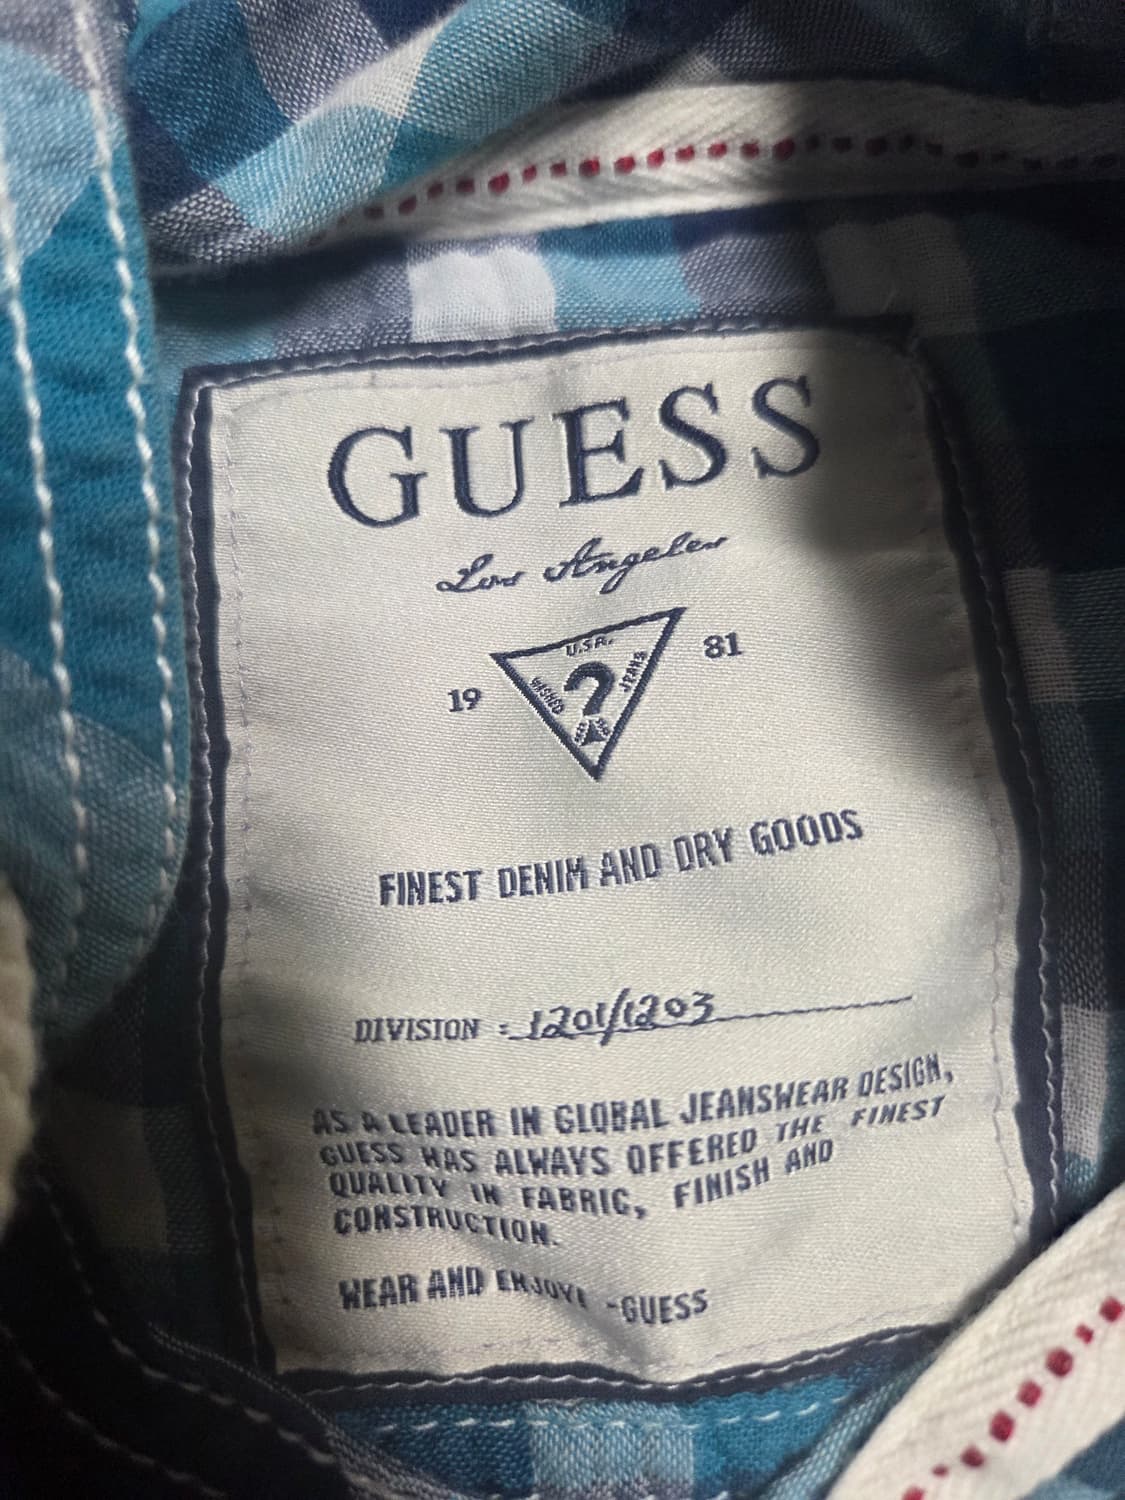 GUESS
Los Angeles
U.S.A.
WASHED ? JEANS
19 81
FINEST DENIM AND DRY GOODS
DIVISION : 1201/1203
AS A LEADER IN GLOBAL JEANSWEAR DESIGN,
GUESS HAS ALWAYS OFFERED THE FINEST
QUALITY IN FABRIC, FINISH AND
CONSTRUCTION.
WEAR AND ENJOY! -GUESS